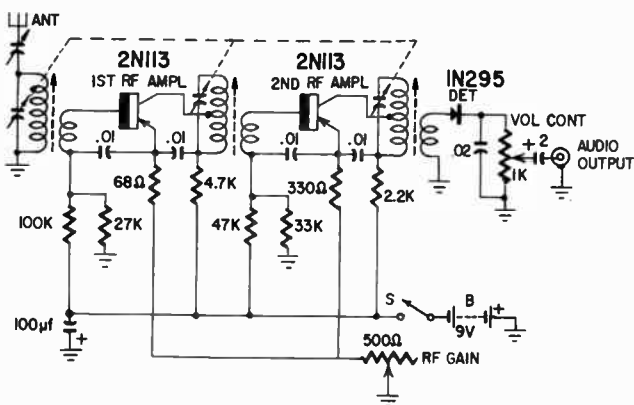 ANT
2N113
1ST RF AMPL
2N113
2ND RF AMPL
1N295
DET
VOL CONT
.01
.01
.01
.01
.02
+ 2
AUDIO
OUTPUT
1K
68Ω
4.7K
330Ω
2.2K
100K
27K
47K
33K
S
B
+
9V
100µf
+
500Ω
RF GAIN